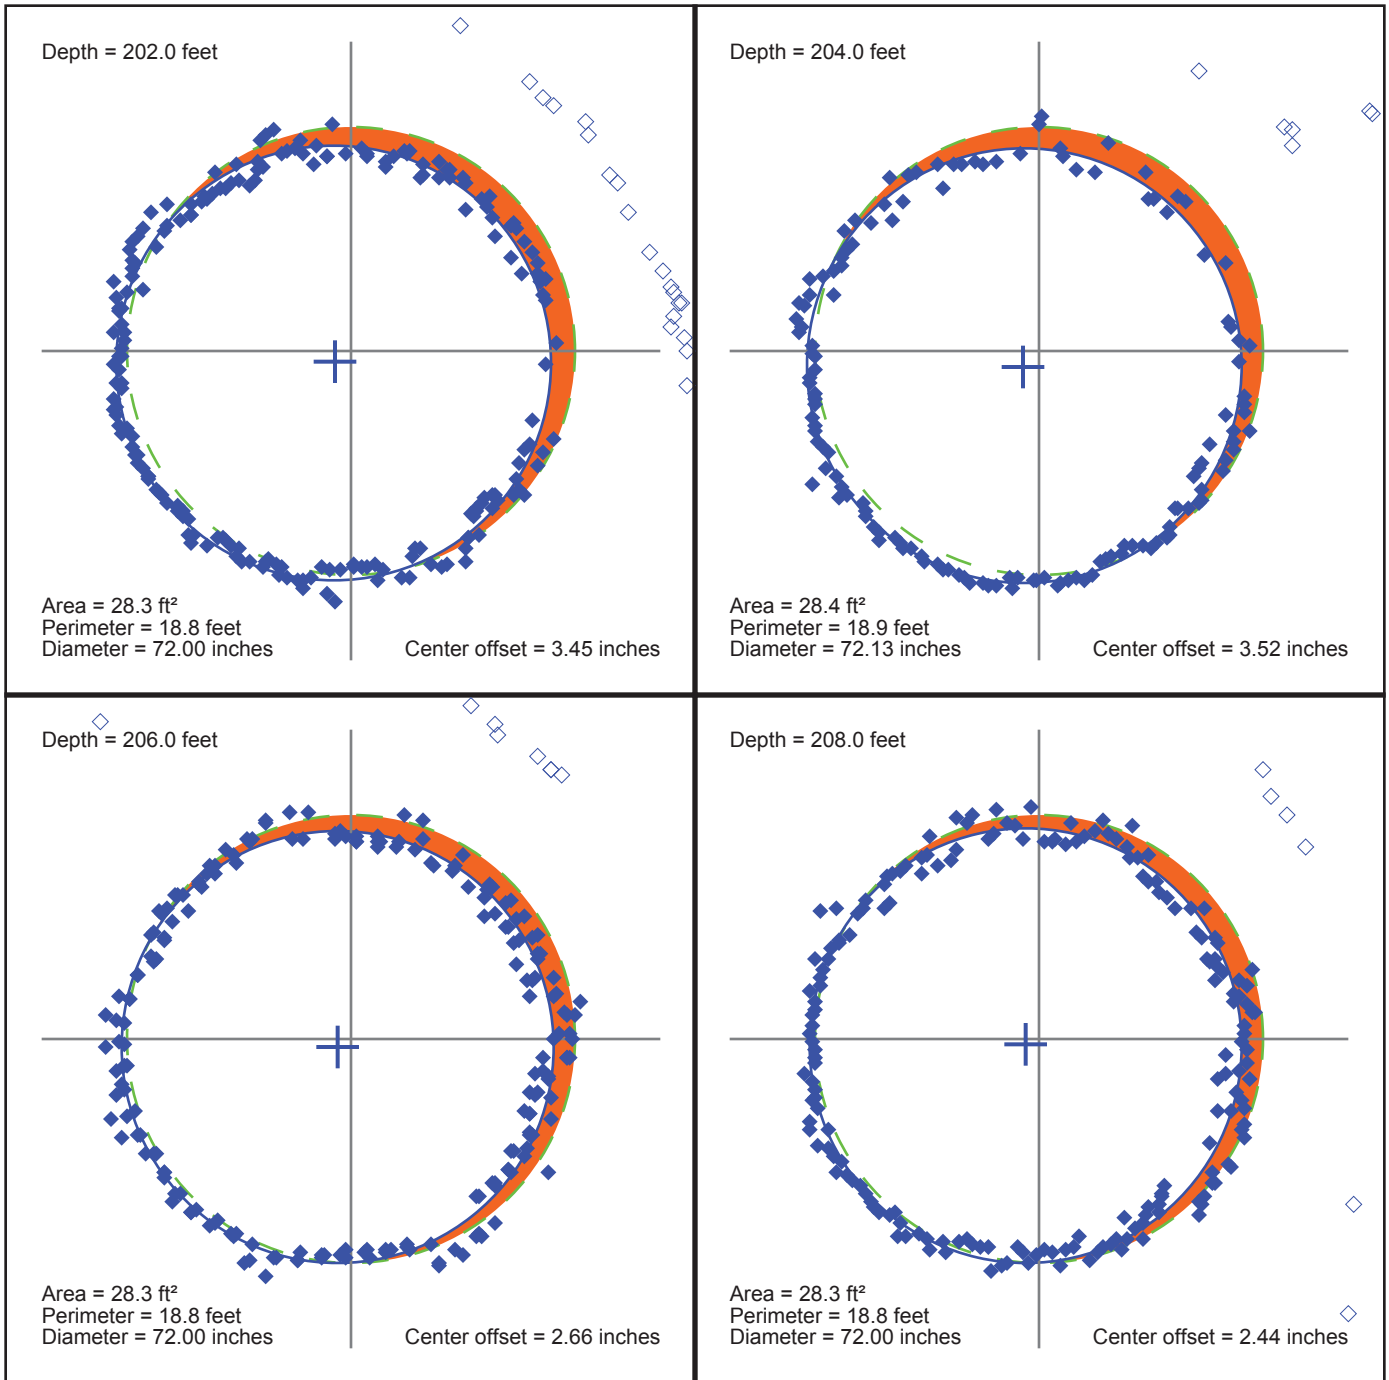 Depth = 202.0 feet
Area = 28.3 ft²
Perimeter = 18.8 feet
Diameter = 72.00 inches
Center offset = 3.45 inches
Depth = 204.0 feet
Area = 28.4 ft²
Perimeter = 18.9 feet
Diameter = 72.13 inches
Center offset = 3.52 inches
Depth = 206.0 feet
Area = 28.3 ft²
Perimeter = 18.8 feet
Diameter = 72.00 inches
Center offset = 2.66 inches
Depth = 208.0 feet
Area = 28.3 ft²
Perimeter = 18.8 feet
Diameter = 72.00 inches
Center offset = 2.44 inches